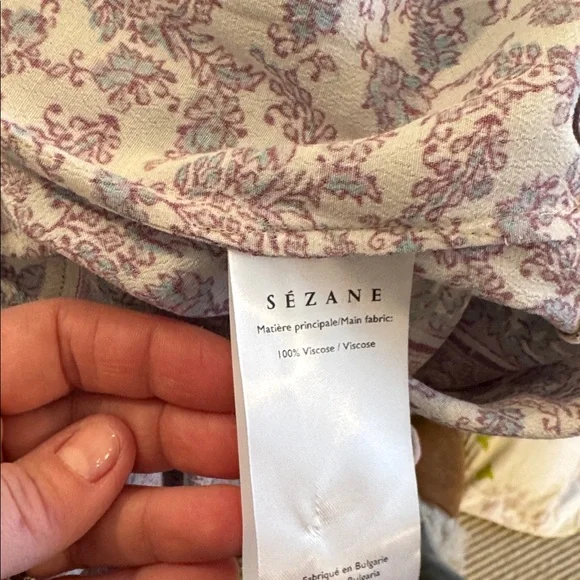 SÉZANE
Matière principale/Main fabric:
100% Viscose / Viscose
Fabriqué en Bulgarie
Bulgaria